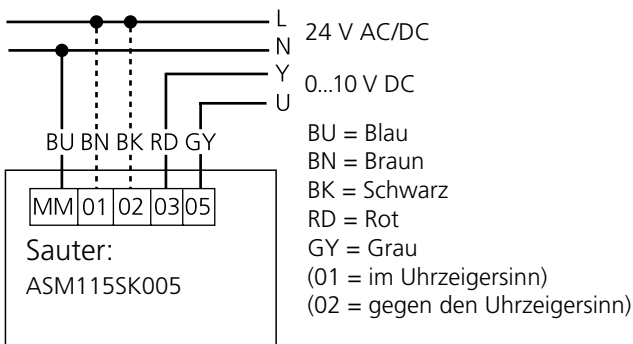 L
24 V AC/DC
N
Y
0...10 V DC
U
BU BN BK RD GY
MM 01 02 03 05
Sauter:
ASM115SK005
BU = Blau
BN = Braun
BK = Schwarz
RD = Rot
GY = Grau
(01 = im Uhrzeigersinn)
(02 = gegen den Uhrzeigersinn)